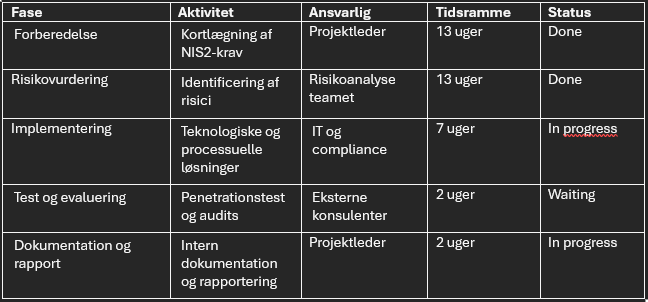 Fase Aktivitet Ansvarlig Tidsramme Status
Forberedelse Kortlægning af Projektleder 13 uger Done
NIS2-krav
Risikovurdering Identificering af Risikoanalyse 13 uger Done
risici teamet
Implementering Teknologiske og IT og 7 uger In progress
processuelle compliance
løsninger
Test og evaluering Penetrationstest Eksterne 2 uger Waiting
og audits konsulenter
Dokumentation og Intern Projektleder 2 uger In progress
rapport dokumentation
og rapportering